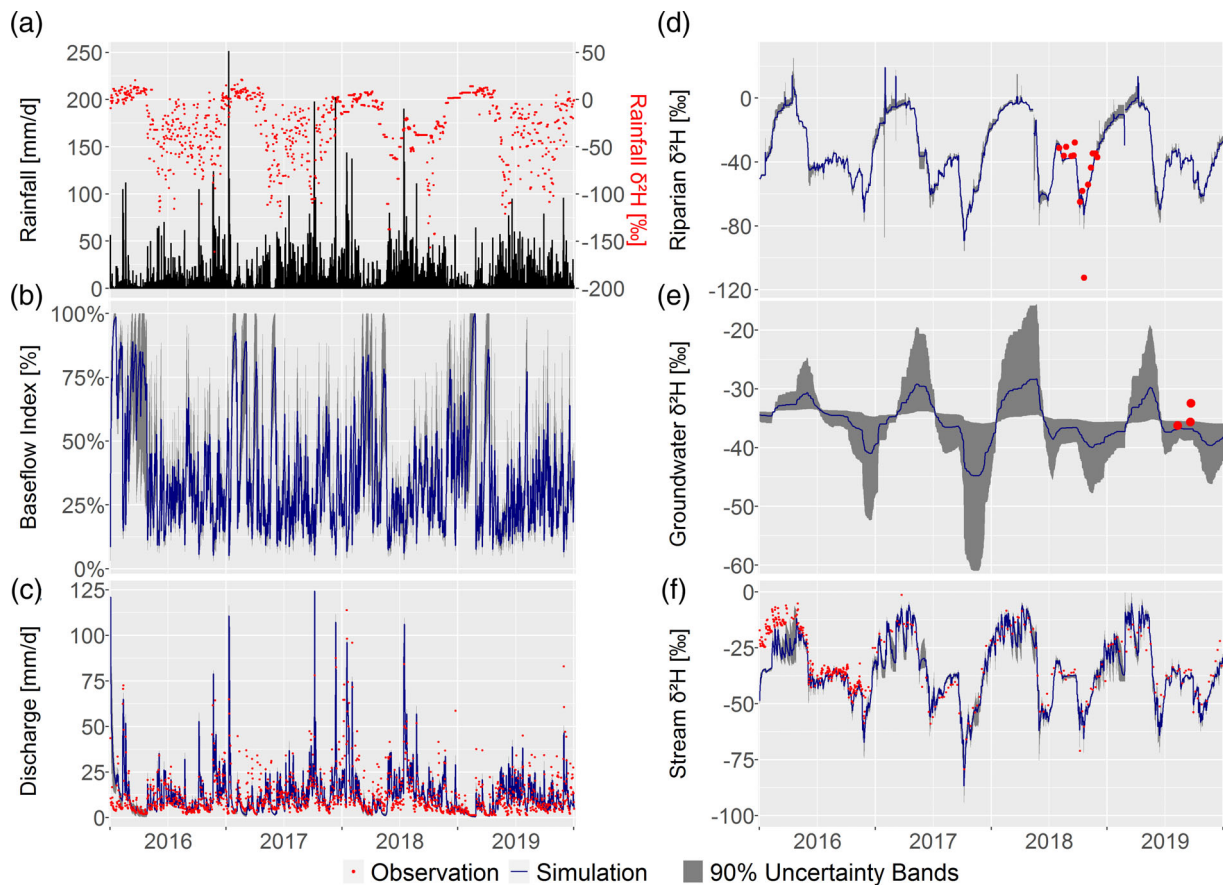 (a)
Rainfall [mm/d]
250
200
150
100
50
0
50
0
-50
-100
-150
-200
Rainfall δ²H [‰]
(b)
Baseflow Index [%]
100%
75%
50%
25%
0%
(c)
Discharge [mm/d]
125
100
75
50
25
0
2016
2017
2018
2019
(d)
Riparian δ²H [‰]
0
-40
-80
-120
(e)
Groundwater δ²H [‰]
-20
-30
-40
-50
-60
(f)
Stream δ²H [‰]
0
-25
-50
-75
-100
2016
2017
2018
2019
Observation
Simulation
90% Uncertainty Bands